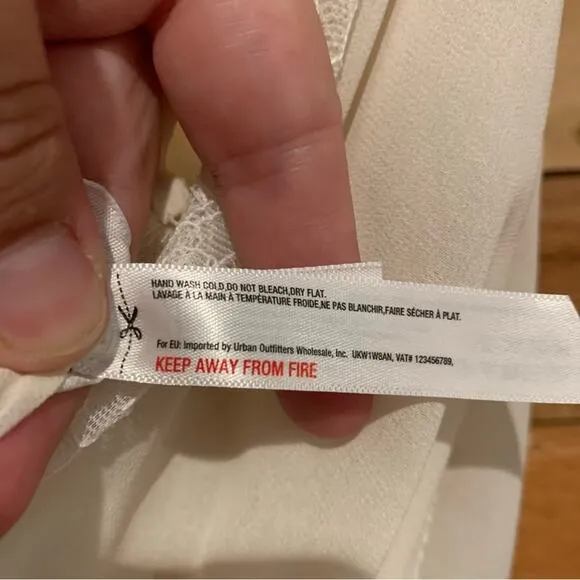 HAND WASH COLD,DO NOT BLEACH,DRY FLAT.
LAVAGE À LA MAIN À TEMPÉRATURE FROIDE,NE PAS BLANCHIR,FAIRE SÉCHER À PLAT.
For EU: Imported by Urban Outfitters Wholesale, Inc. UKW1W8AN, VAT# 123456789,
KEEP AWAY FROM FIRE